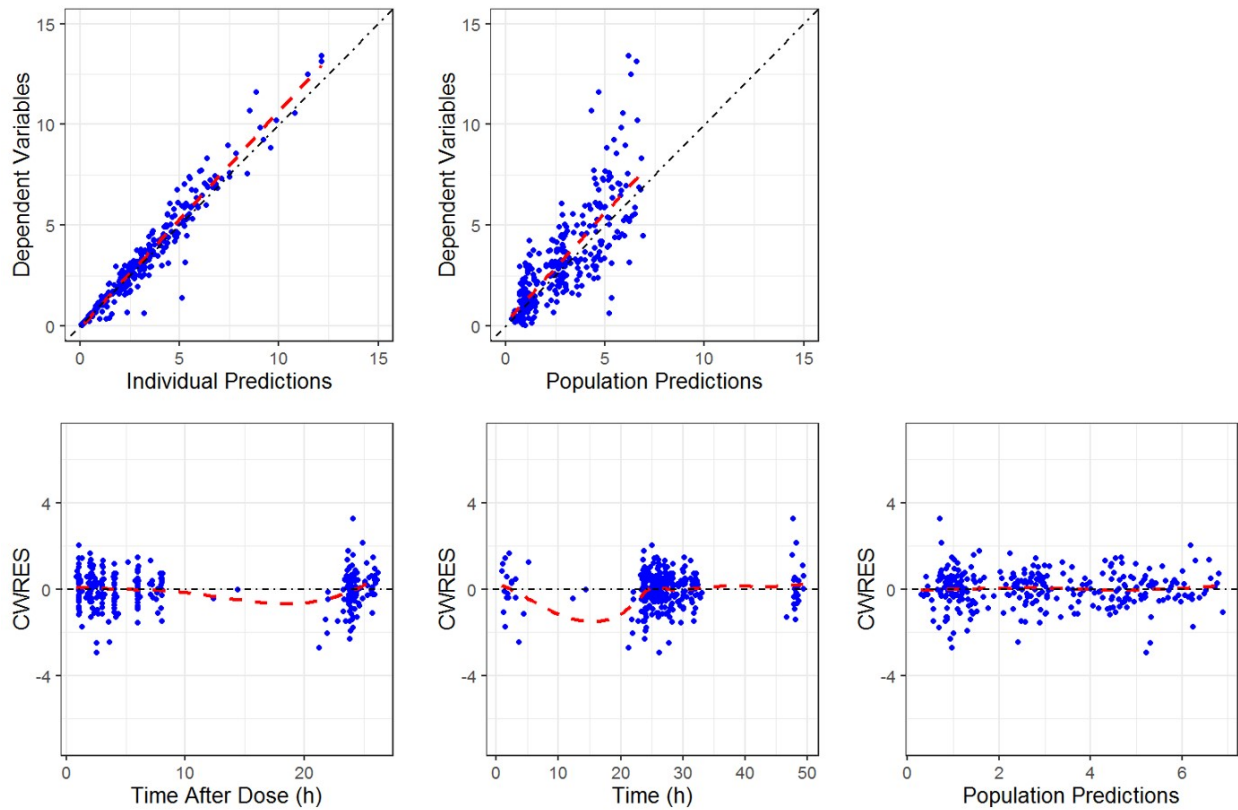 15
10
5
0
Dependent Variables
0 5 10 15
Individual Predictions
15
10
5
0
Dependent Variables
0 5 10 15
Population Predictions
4
0
-4
CWRES
0 10 20
Time After Dose (h)
4
0
-4
CWRES
0 10 20 30 40 50
Time (h)
4
0
-4
CWRES
0 2 4 6
Population Predictions